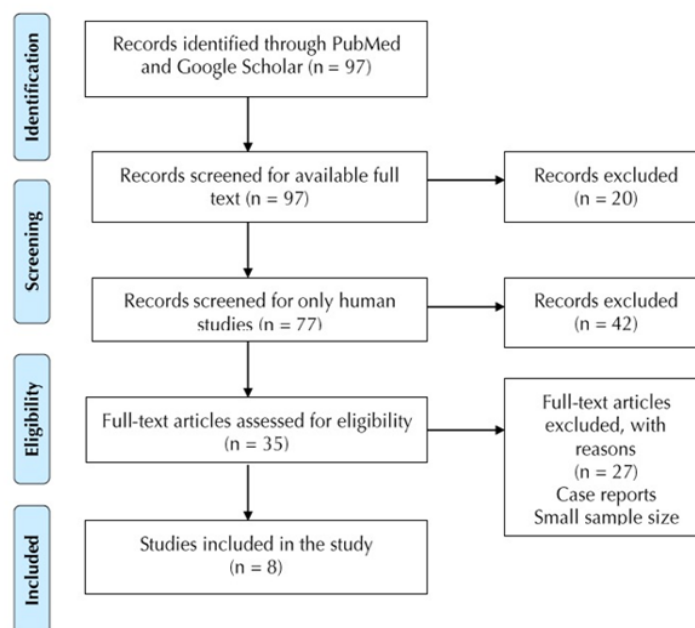 Identification
Records identified through PubMed
and Google Scholar (n = 97)
Screening
Records screened for available full
text (n = 97)
Records excluded
(n = 20)
Records screened for only human
studies (n = 77)
Records excluded
(n = 42)
Eligibility
Full-text articles assessed for eligibility
(n = 35)
Full-text articles
excluded, with
reasons
(n = 27)
Case reports
Small sample size
Included
Studies included in the study
(n = 8)